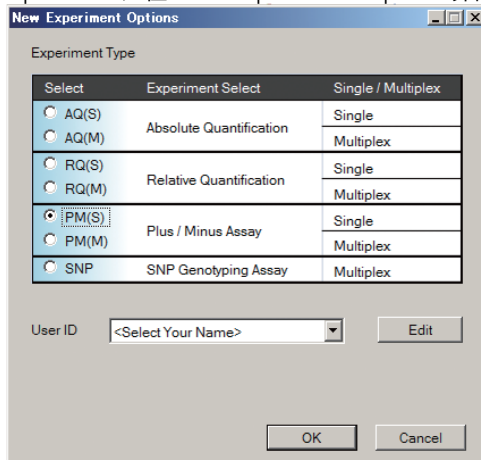 New Experiment Options
Experiment Type
Select Experiment Select Single / Multiplex
AQ(S) Absolute Quantification Single
AQ(M) Multiplex
RQ(S) Relative Quantification Single
RQ(M) Multiplex
PM(S) Plus / Minus Assay Single
PM(M) Multiplex
SNP SNP Genotyping Assay Multiplex
User ID <Select Your Name> Edit
OK Cancel